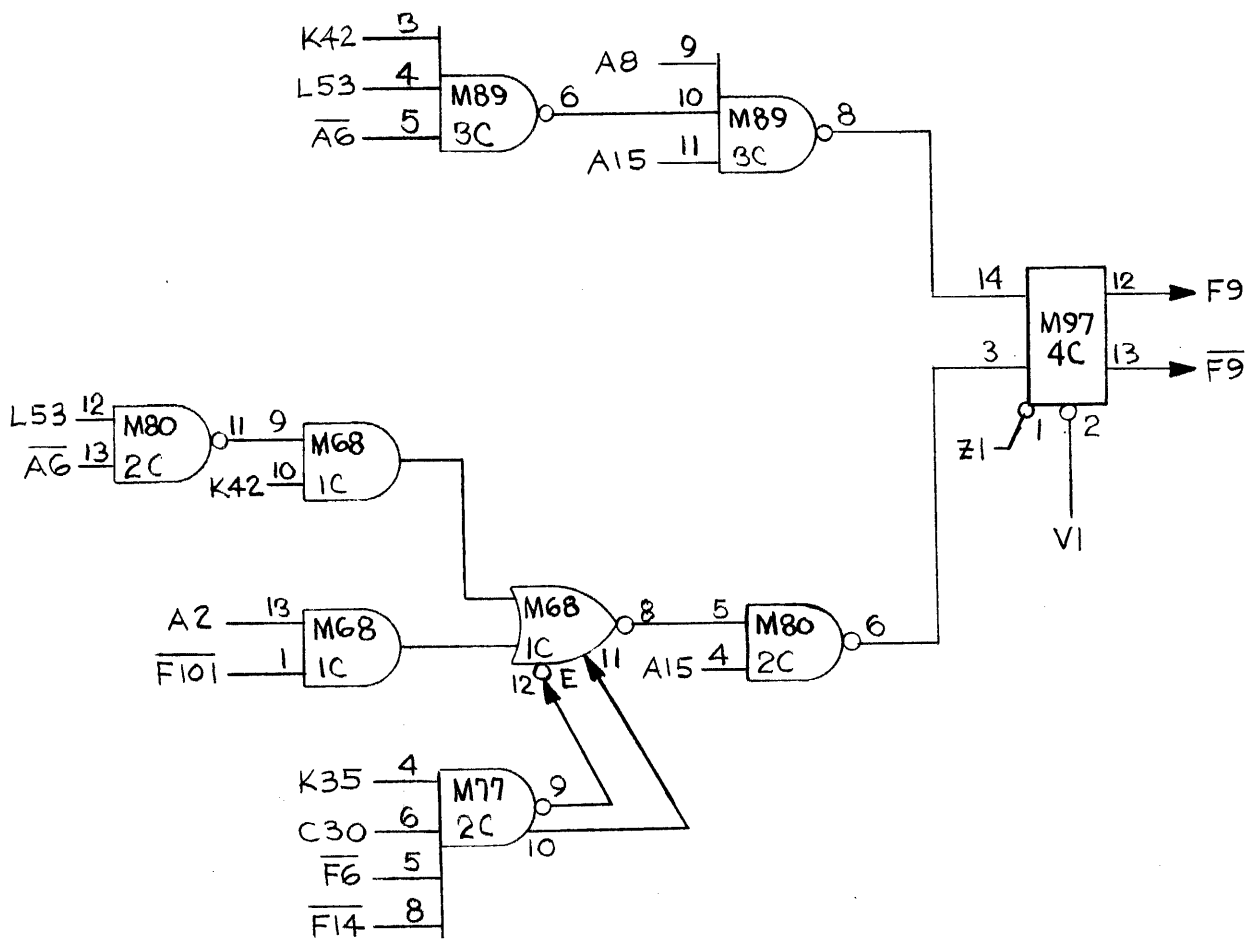 K42 3
L53 4
A6 5
M89
3C
6
A8 9
10
A15 11
M89
3C
8
14
3
M97
4C
12 F9
13 F9
Z1 1
2
V1
L53 12
A6 13
M80
2C
11 9
K42 10
M68
1C
A2 13
F101 1
M68
1C
M68
1C
12 E 11
8 5
A15 4
M80
2C
6
K35 4
C30 6
F6 5
F14 8
M77
2C
9
10